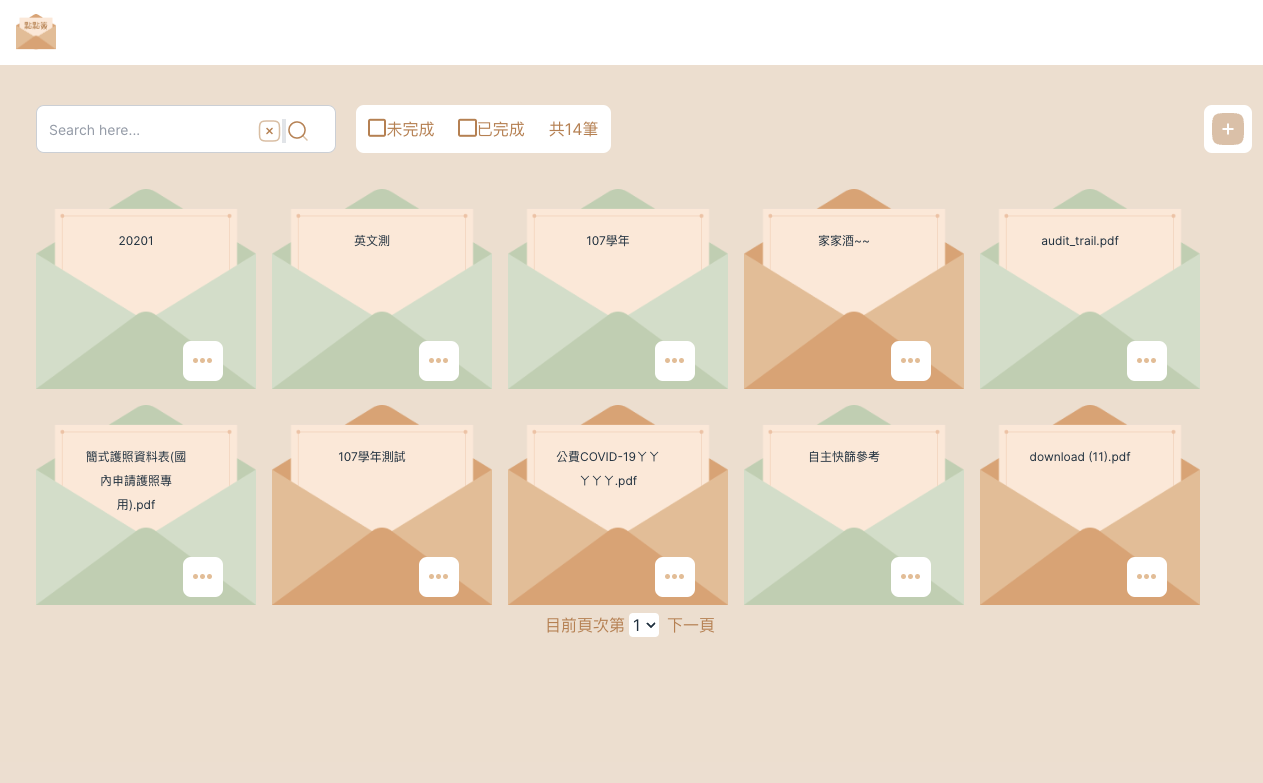 點點簽
Search here...
未完成
已完成
共14筆
20201
英文測
107學年
家家酒~~
audit_trail.pdf
簡式護照資料表(國
內申請護照專
用).pdf
107學年測試
公費COVID-19ㄚㄚ
ㄚㄚㄚ.pdf
自主快篩參考
download (11).pdf
目前頁次第 1 下一頁